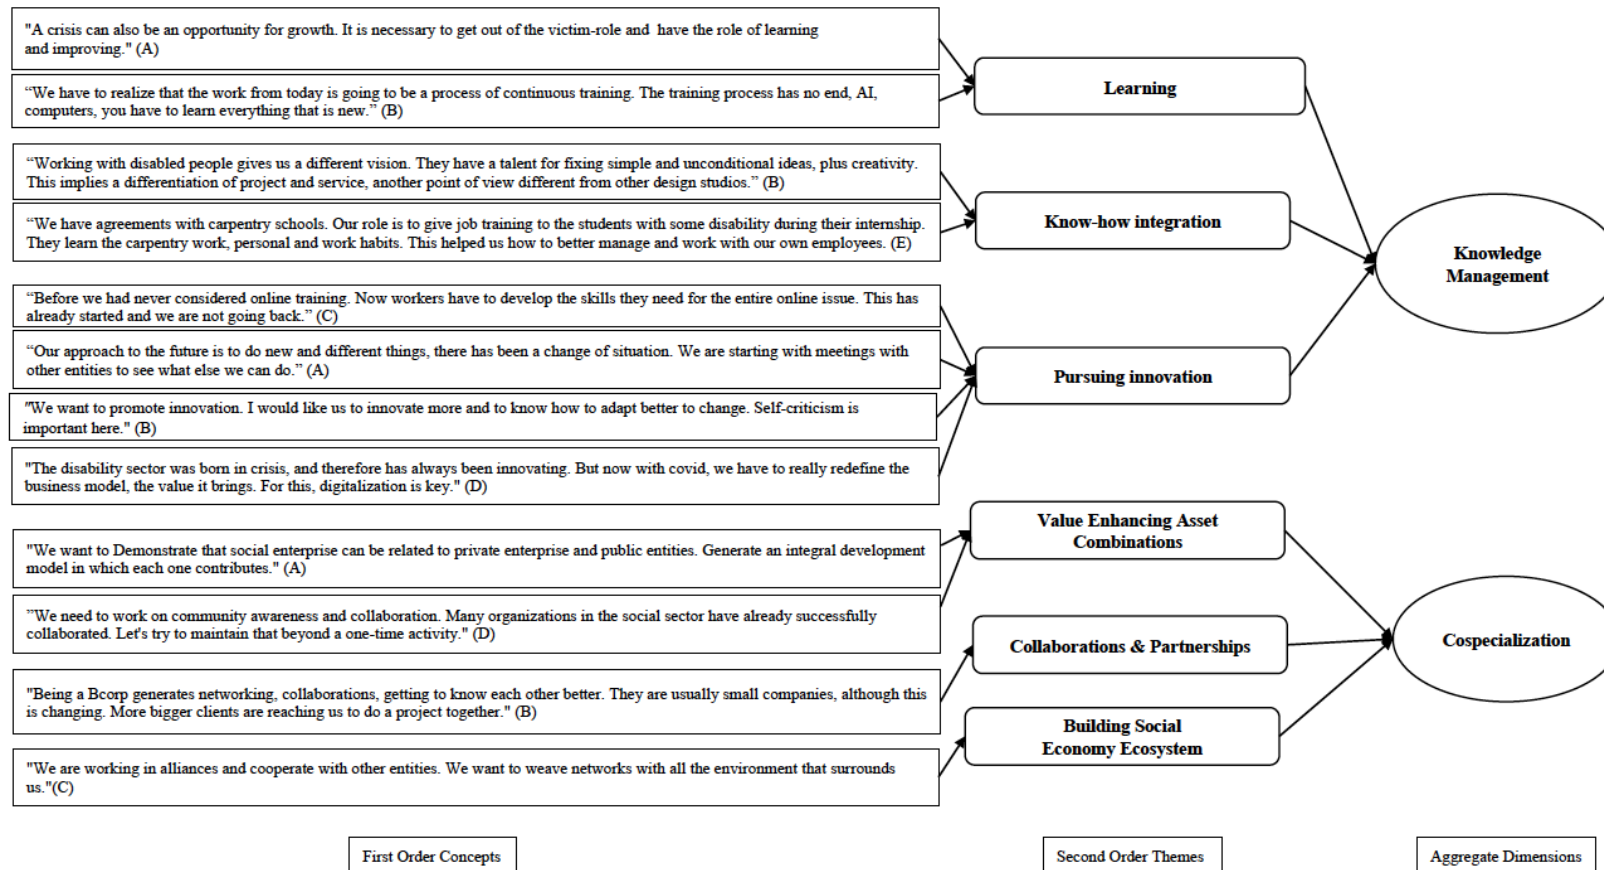 "A crisis can also be an opportunity for growth. It is necessary to get out of the victim-role and have the role of learning
and improving." (A)
“We have to realize that the work from today is going to be a process of continuous training. The training process has no end, AI,
computers, you have to learn everything that is new.” (B)
Learning
“Working with disabled people gives us a different vision. They have a talent for fixing simple and unconditional ideas, plus creativity.
This implies a differentiation of project and service, another point of view different from other design studios.” (B)
“We have agreements with carpentry schools. Our role is to give job training to the students with some disability during their internship.
They learn the carpentry work, personal and work habits. This helped us how to better manage and work with our own employees. (E)
Know-how integration
“Before we had never considered online training. Now workers have to develop the skills they need for the entire online issue. This has
already started and we are not going back.” (C)
“Our approach to the future is to do new and different things, there has been a change of situation. We are starting with meetings with
other entities to see what else we can do.” (A)
"We want to promote innovation. I would like us to innovate more and to know how to adapt better to change. Self-criticism is
important here." (B)
"The disability sector was born in crisis, and therefore has always been innovating. But now with covid, we have to really redefine the
business model, the value it brings. For this, digitalization is key." (D)
Pursuing innovation
Knowledge
Management
"We want to Demonstrate that social enterprise can be related to private enterprise and public entities. Generate an integral development
model in which each one contributes." (A)
”We need to work on community awareness and collaboration. Many organizations in the social sector have already successfully
collaborated. Let's try to maintain that beyond a one-time activity." (D)
Value Enhancing Asset
Combinations
"Being a Bcorp generates networking, collaborations, getting to know each other better. They are usually small companies, although this
is changing. More bigger clients are reaching us to do a project together." (B)
Collaborations & Partnerships
"We are working in alliances and cooperate with other entities. We want to weave networks with all the environment that surrounds
us."(C)
Building Social
Economy Ecosystem
Cospecialization
First Order Concepts
Second Order Themes
Aggregate Dimensions